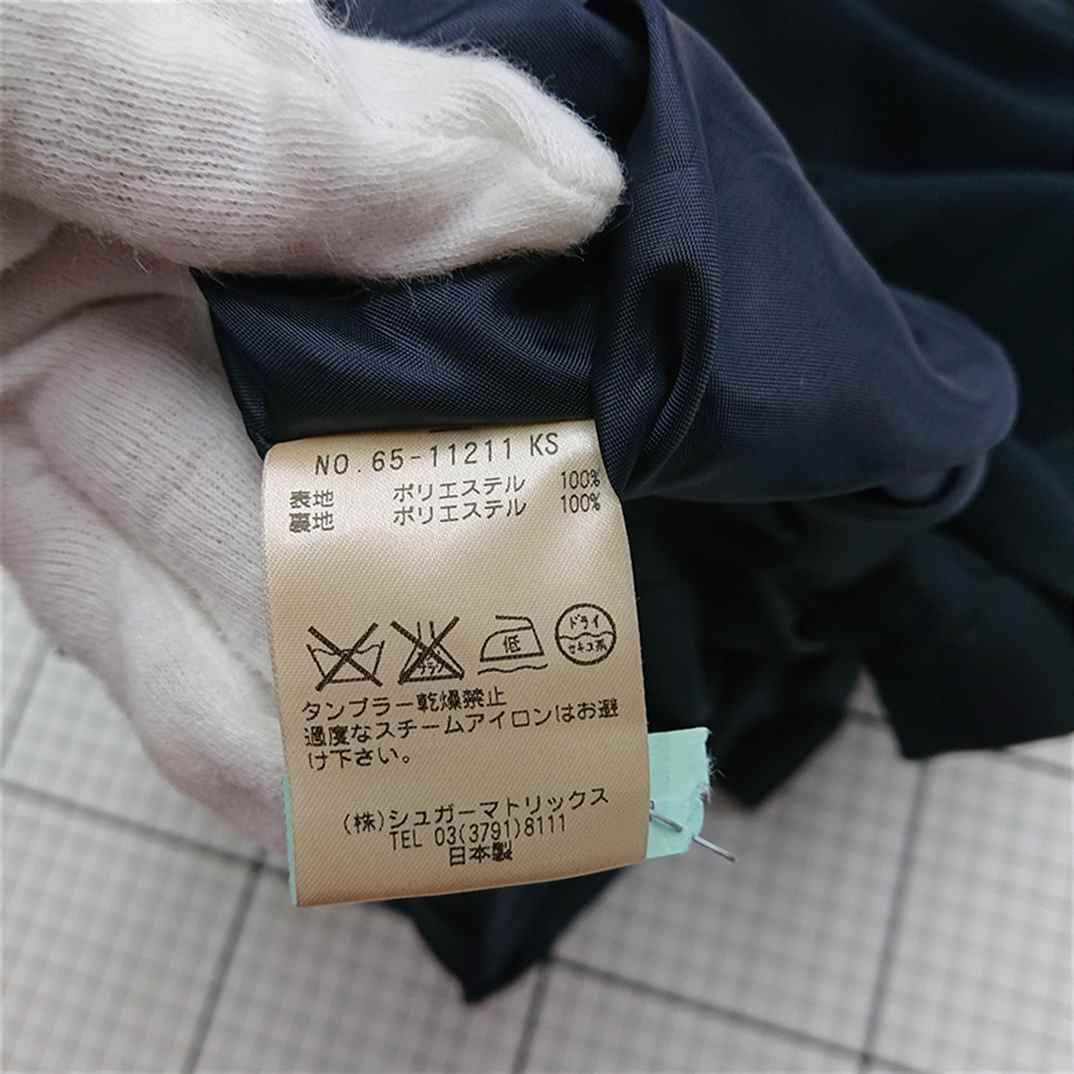 NO.65-11211 KS
表地 ポリエステル 100%
裏地 ポリエステル 100%
低
ドライ
セキユ系
タンブラー乾燥禁止
過度なスチームアイロンはお避
け下さい。
(株)シュガーマトリックス
TEL 03(3791)8111
日本製